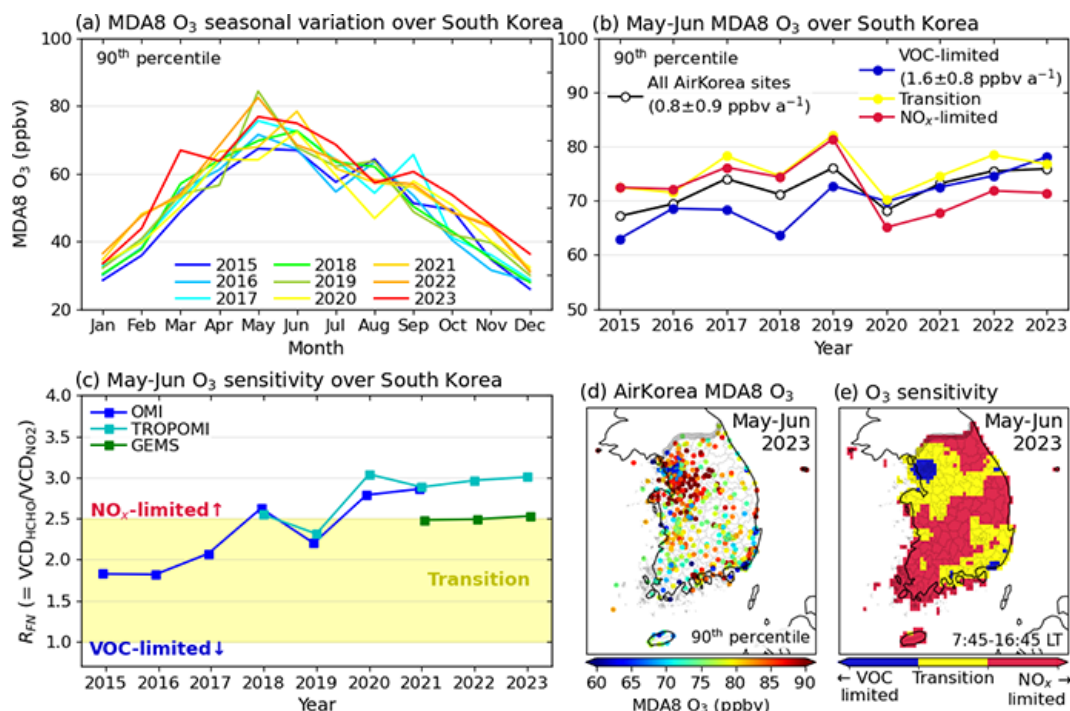 (a) MDA8 O₃ seasonal variation over South Korea
100
80
60
40
20
MDA8 O₃ (ppbv)
90th percentile
2015
2016
2017
2018
2019
2020
2021
2022
2023
Jan Feb Mar Apr May Jun Jul Aug Sep Oct Nov Dec
Month
(b) May-Jun MDA8 O₃ over South Korea
100
90
80
70
60
50
90th percentile
All AirKorea sites
(0.8±0.9 ppbv a⁻¹)
VOC-limited
(1.6±0.8 ppbv a⁻¹)
Transition
NOₓ-limited
2015 2016 2017 2018 2019 2020 2021 2022 2023
Year
(c) May-Jun O₃ sensitivity over South Korea
4.0
3.5
3.0
2.5
2.0
1.5
1.0
R_FN (= VCD_HCHO/VCD_NO2)
OMI
TROPOMI
GEMS
NOₓ-limited↑
Transition
VOC-limited↓
2015 2016 2017 2018 2019 2020 2021 2022 2023
Year
(d) AirKorea MDA8 O₃
May-Jun
2023
90th percentile
60 65 70 75 80 85 90
MDA8 O₃ (ppbv)
(e) O₃ sensitivity
May-Jun
2023
7:45-16:45 LT
← VOC
limited
Transition
NOₓ →
limited